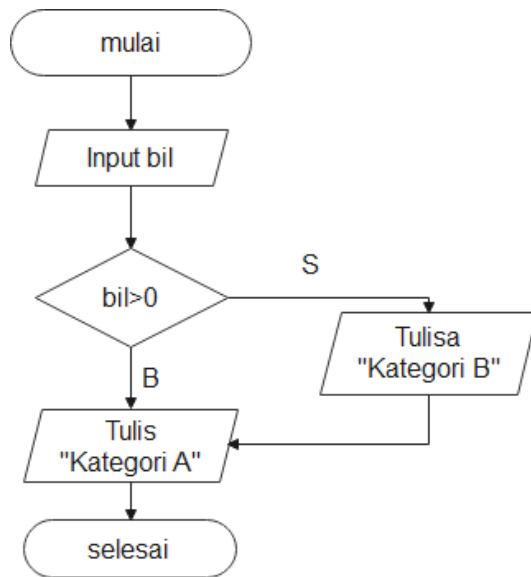 mulai
Input bil
bil>0
S
B
Tulisa
"Kategori B"
Tulis
"Kategori A"
selesai